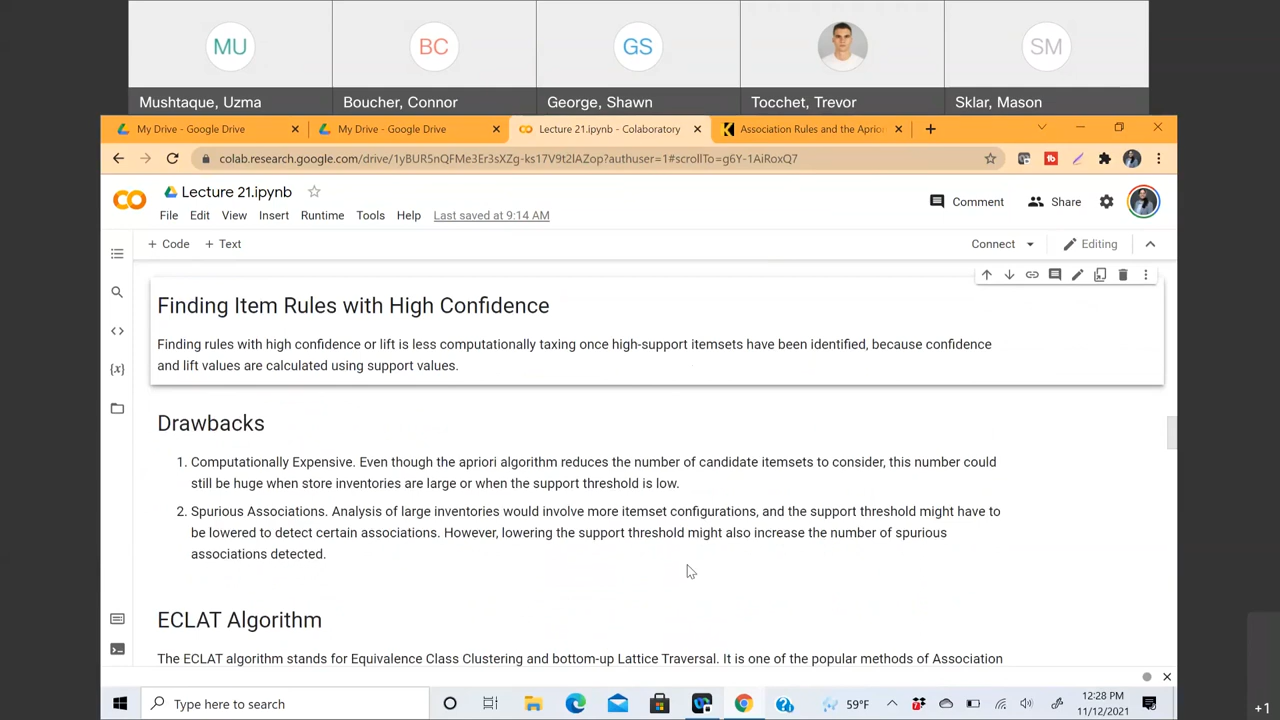 MU
BC
GS
SM
Mushtaque, Uzma
Boucher, Connor
George, Shawn
Tocchet, Trevor
Sklar, Mason
My Drive - Google Drive
My Drive - Google Drive
Lecture 21.ipynb - Colaboratory
Association Rules and the Aprior
colab.research.google.com/drive/1yBUR5nQFMe3Er3sXZg-ks17V9t2lAZop?authuser=1#scrollTo=g6Y-1AiRoxQ7
Lecture 21.ipynb
File Edit View Insert Runtime Tools Help Last saved at 9:14 AM
Comment
Share
+ Code + Text
Connect
Editing
Finding Item Rules with High Confidence
Finding rules with high confidence or lift is less computationally taxing once high-support itemsets have been identified, because confidence
and lift values are calculated using support values.
Drawbacks
1. Computationally Expensive. Even though the apriori algorithm reduces the number of candidate itemsets to consider, this number could
still be huge when store inventories are large or when the support threshold is low.
2. Spurious Associations. Analysis of large inventories would involve more itemset configurations, and the support threshold might have to
be lowered to detect certain associations. However, lowering the support threshold might also increase the number of spurious
associations detected.
ECLAT Algorithm
The ECLAT algorithm stands for Equivalence Class Clustering and bottom-up Lattice Traversal. It is one of the popular methods of Association
Type here to search
59°F
12:28 PM
11/12/2021
+1